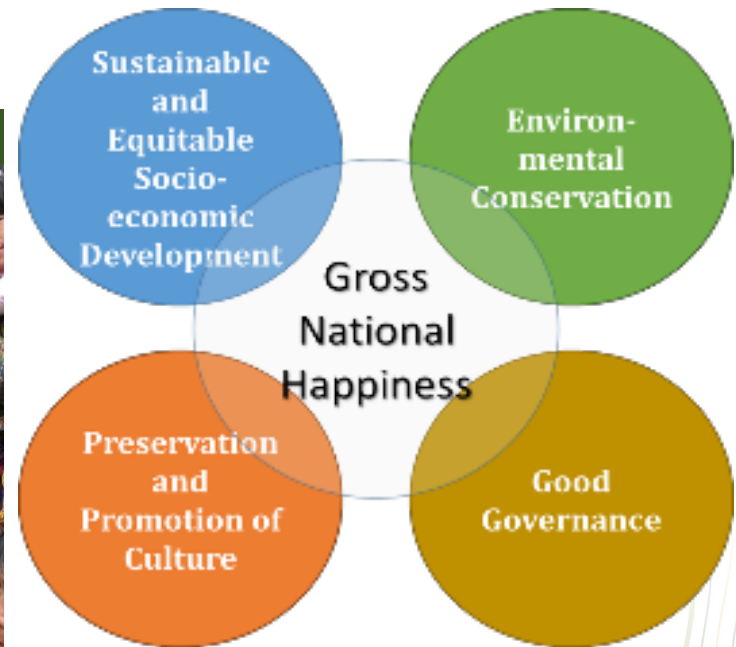 Sustainable
and
Equitable
Socio-
economic
Development
Environ-
mental
Conservation
Gross
National
Happiness
Preservation
and
Promotion of
Culture
Good
Governance